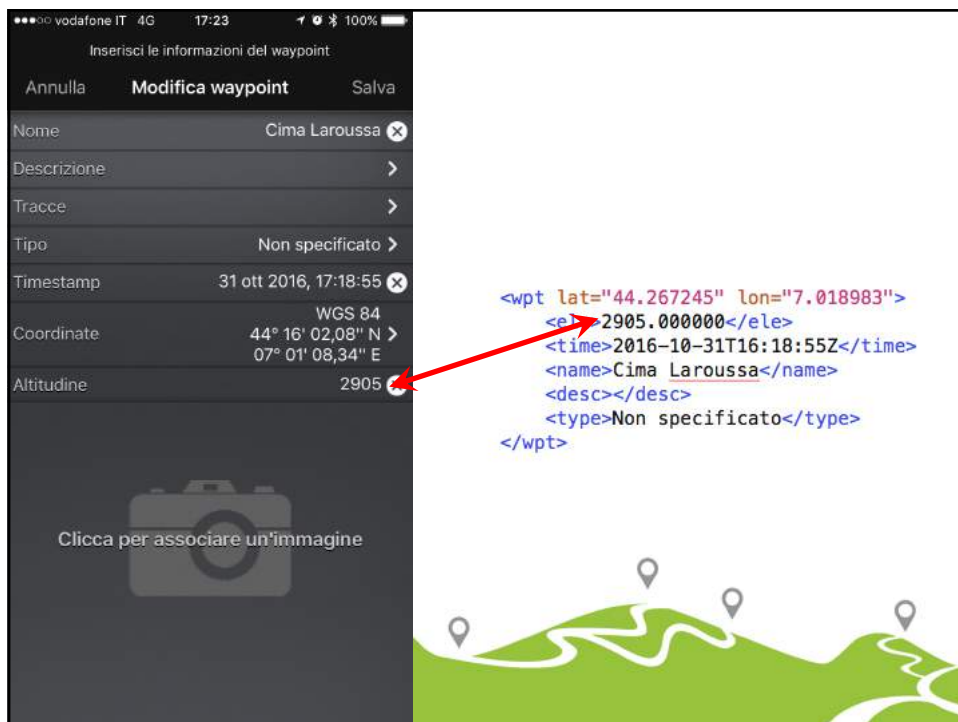 vodafone IT 4G 17:23 100%
Inserisci le informazioni del waypoint
Annulla Modifica waypoint Salva
Nome Cima Laroussa
Descrizione
Tracce
Tipo Non specificato
Timestamp 31 ott 2016, 17:18:55
Coordinate WGS 84
44° 16' 02,08" N
07° 01' 08,34" E
Altitudine 2905
Clicca per associare un'immagine
<wpt lat="44.267245" lon="7.018983">
2905.000000</ele>
<time>2016-10-31T16:18:55Z</time>
<name>Cima Laroussa</name>
<desc></desc>
<type>Non specificato</type>
</wpt>